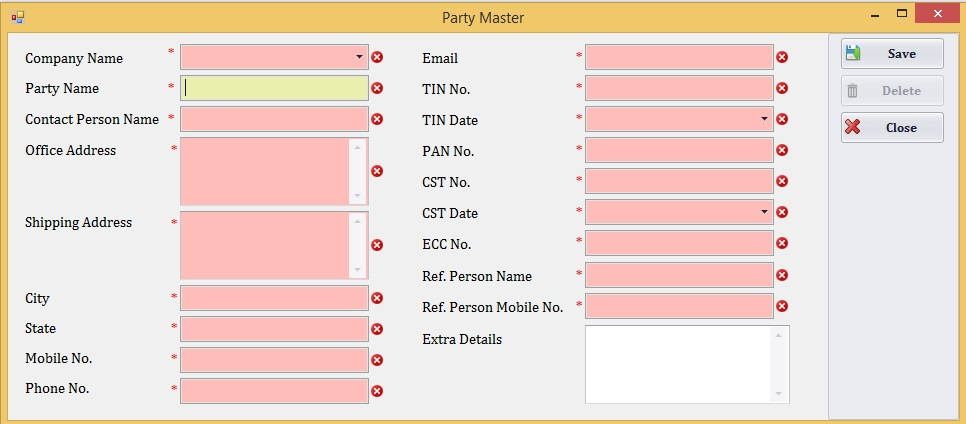 Party Master
Company Name *
Party Name *
Contact Person Name *
Office Address *
Shipping Address *
City *
State *
Mobile No. *
Phone No. *
Email *
TIN No. *
TIN Date *
PAN No. *
CST No. *
CST Date *
ECC No. *
Ref. Person Name *
Ref. Person Mobile No. *
Extra Details
Save
Delete
Close